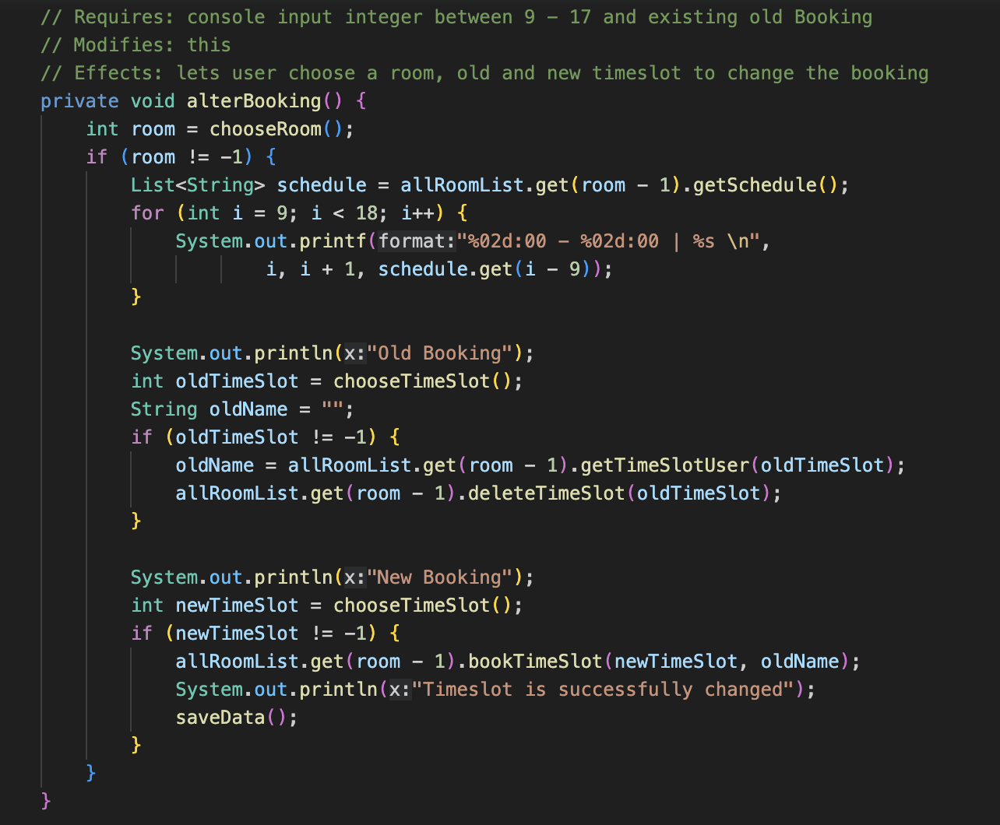 // Requires: console input integer between 9 – 17 and existing old Booking
// Modifies: this
// Effects: lets user choose a room, old and new timeslot to change the booking
private void alterBooking() {
    int room = chooseRoom();
    if (room != -1) {
        List<String> schedule = allRoomList.get(room - 1).getSchedule();
        for (int i = 9; i < 18; i++) {
            System.out.printf(format:"%02d:00 – %02d:00 | %s \n",
                    i, i + 1, schedule.get(i - 9));
        }

        System.out.println(x:"Old Booking");
        int oldTimeSlot = chooseTimeSlot();
        String oldName = "";
        if (oldTimeSlot != -1) {
            oldName = allRoomList.get(room - 1).getTimeSlotUser(oldTimeSlot);
            allRoomList.get(room - 1).deleteTimeSlot(oldTimeSlot);
        }

        System.out.println(x:"New Booking");
        int newTimeSlot = chooseTimeSlot();
        if (newTimeSlot != -1) {
            allRoomList.get(room - 1).bookTimeSlot(newTimeSlot, oldName);
            System.out.println(x:"Timeslot is successfully changed");
            saveData();
        }
    }
}